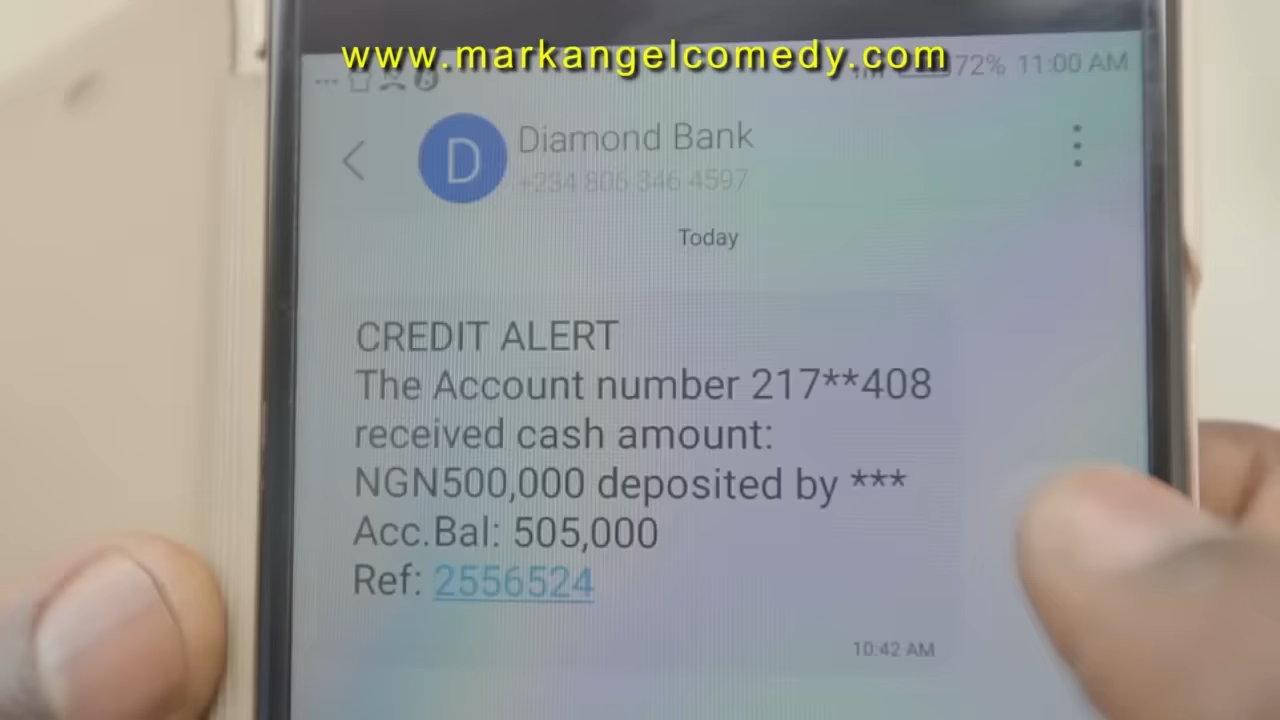 www.markangelcomedy.com
72% 11:00 AM
D
Diamond Bank
+234 806 346 4597
Today
CREDIT ALERT
The Account number 217**408
received cash amount:
NGN500,000 deposited by ***
Acc.Bal: 505,000
Ref: 2556524
10:42 AM